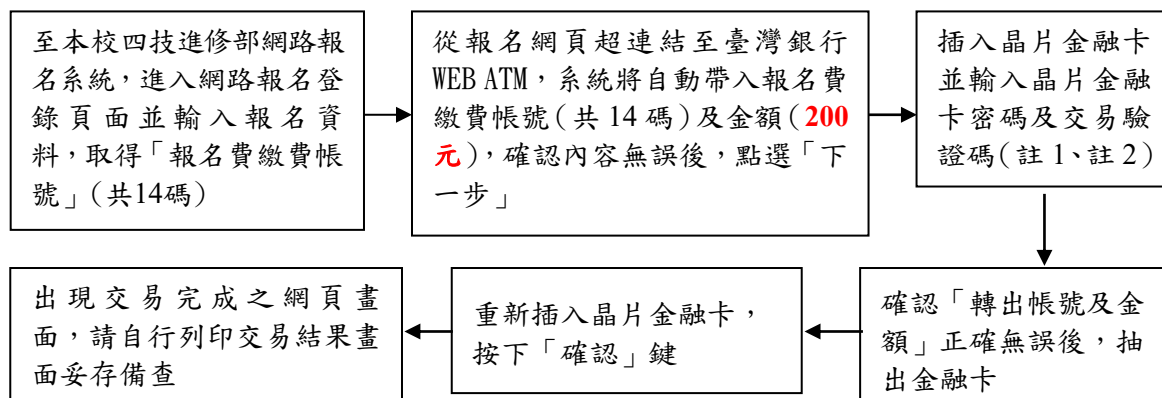 至本校四技進修部網路報
名系統，進入網路報名登
錄頁面並輸入報名資
料，取得「報名費繳費帳
號」（共14碼）
從報名網頁超連結至臺灣銀行
WEB ATM，系統將自動帶入報名費
繳費帳號（共 14 碼）及金額（200
元），確認內容無誤後，點選「下
一步」
插入晶片金融卡
並輸入晶片金融
卡密碼及交易驗
證碼（註 1、註 2）
確認「轉出帳號及金
額」正確無誤後，抽
出金融卡
重新插入晶片金融卡，
按下「確認」鍵
出現交易完成之網頁畫
面，請自行列印交易結果畫
面妥存備查